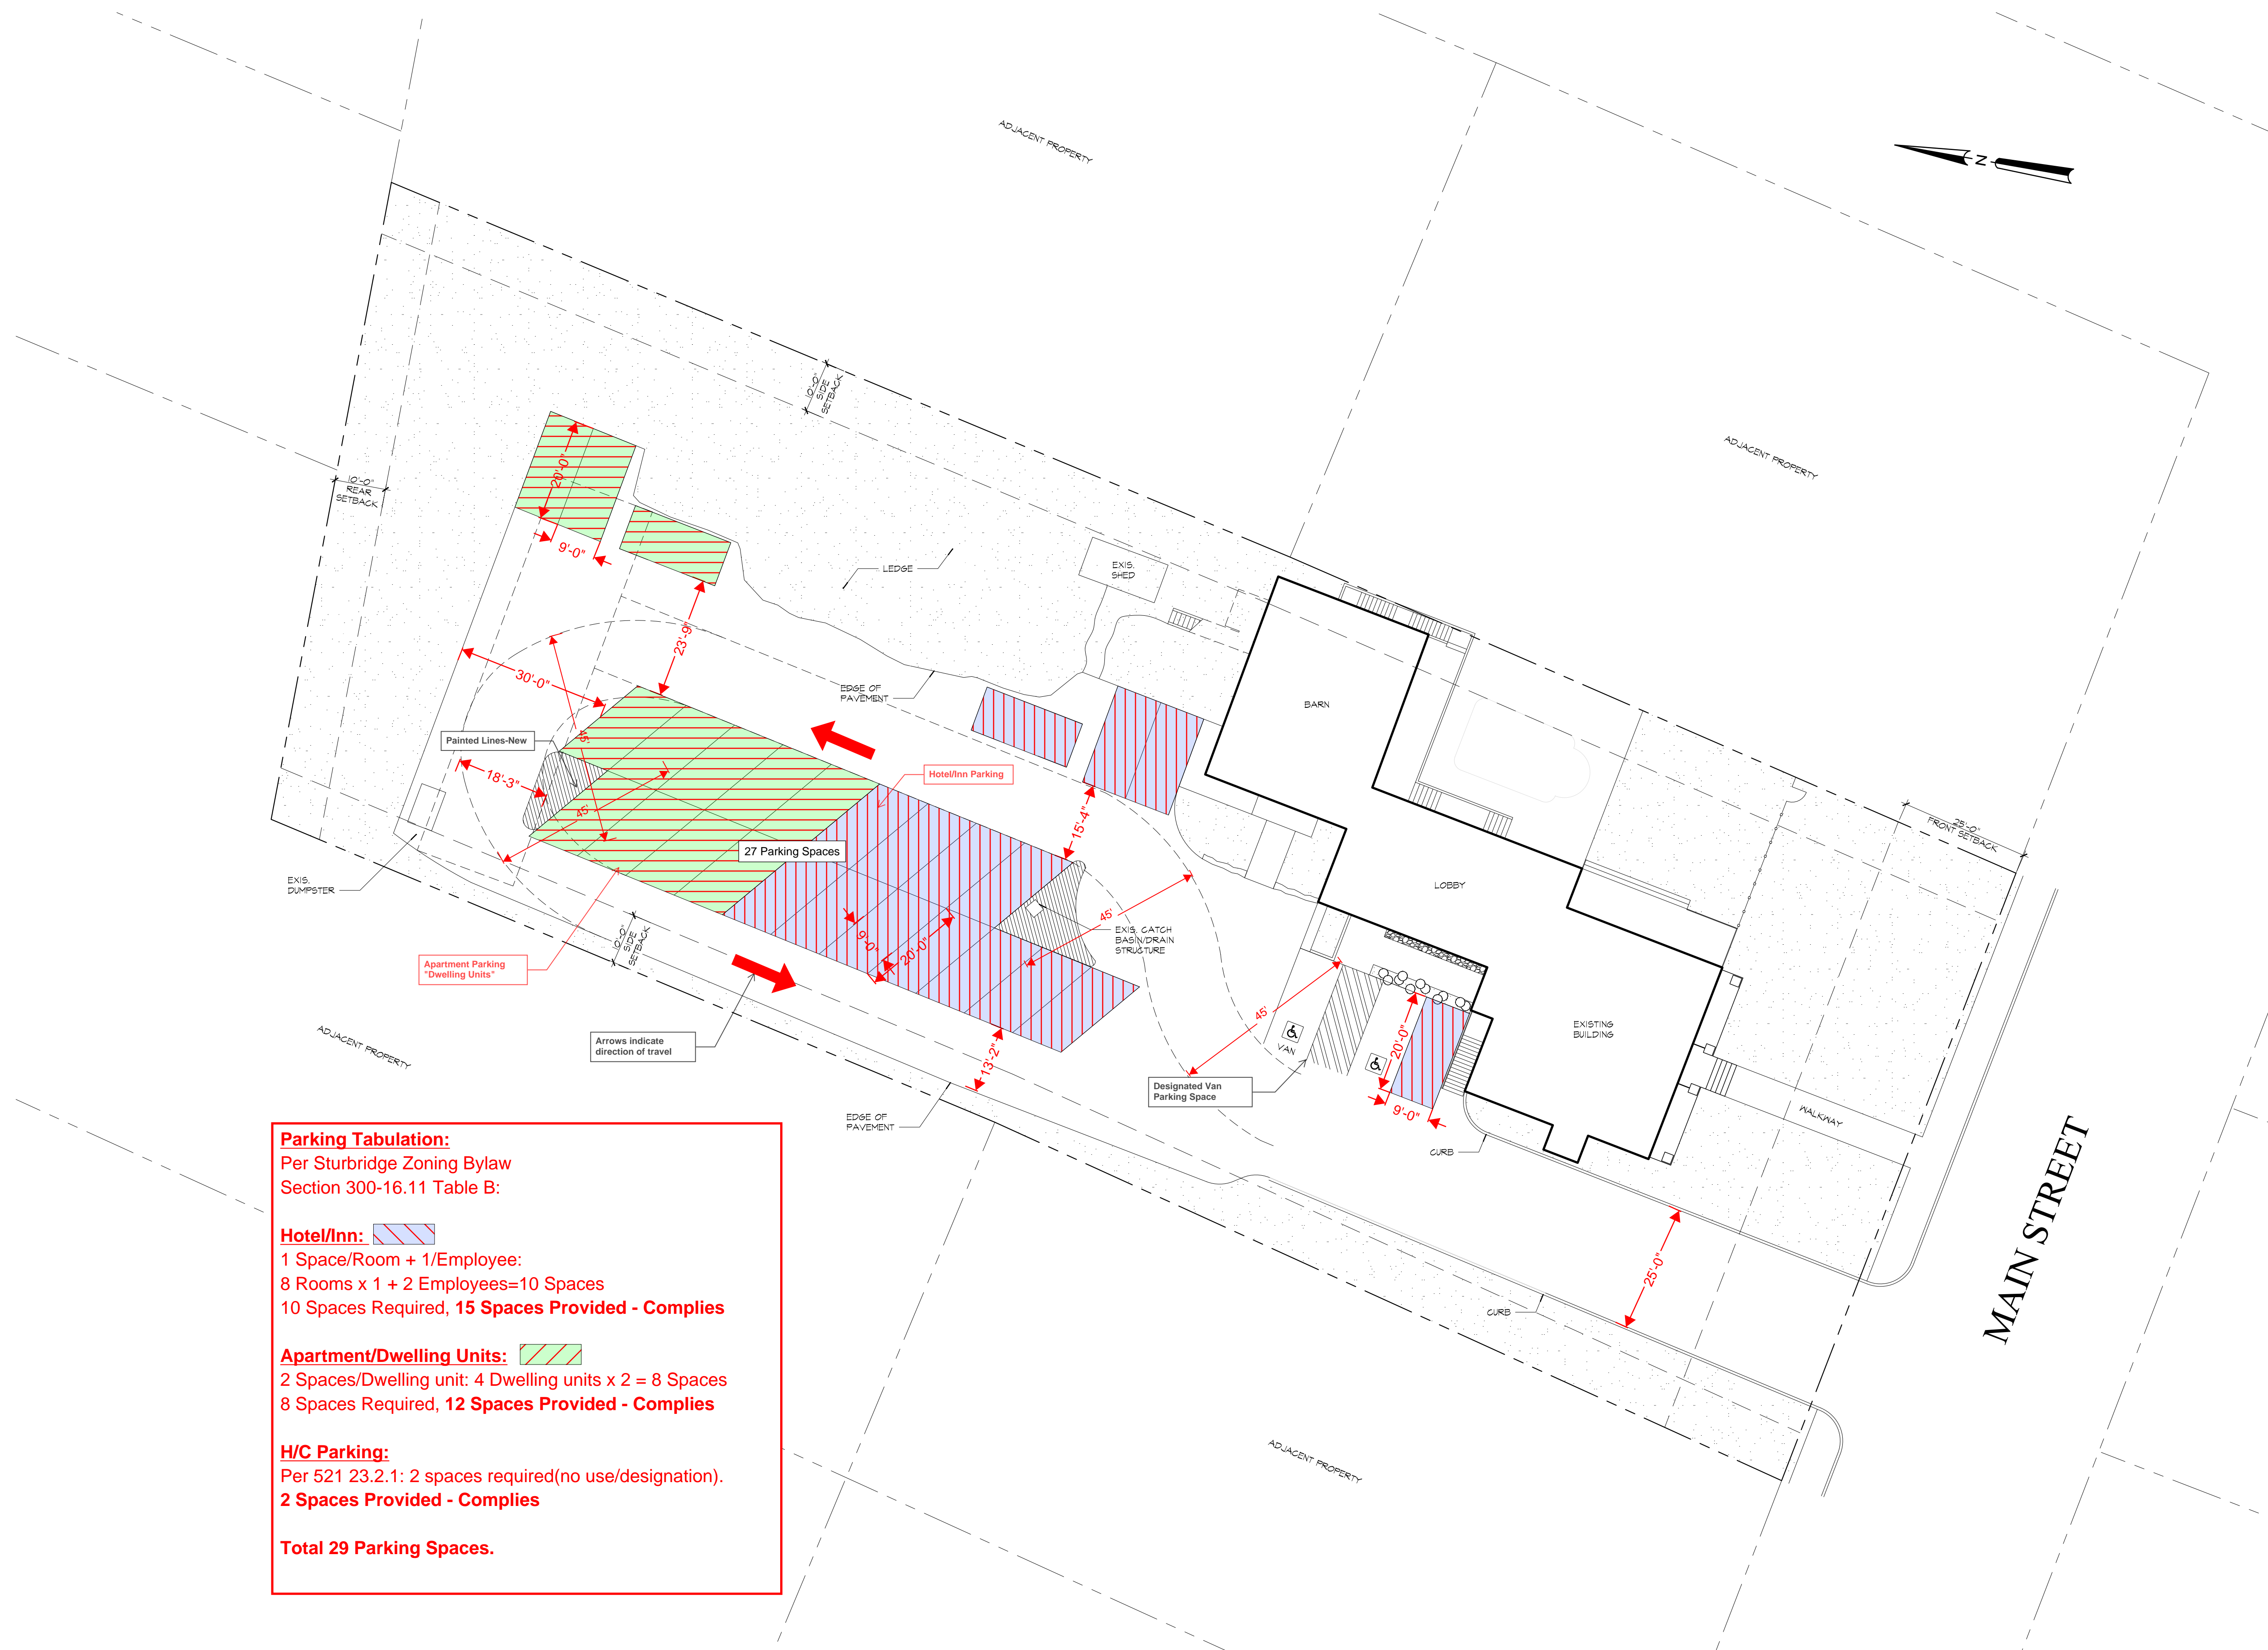 ADJACENT PROPERTY
N
ADJACENT PROPERTY
10'-0"
SIDE
SETBACK
10'-0"
REAR
SETBACK
20'-0"
9'-0"
LEDGE
EXIS.
SHED
23'-9"
30'-0"
EDGE OF
PAVEMENT
BARN
Painted Lines-New
45'
18'-3"
45'
Hotel/Inn Parking
15'-4"
25'-0"
FRONT SETBACK
27 Parking Spaces
EXIS.
DUMPSTER
LOBBY
45'
10'-0"
SIDE
SETBACK
9'-0"
20'-0"
EXIS. CATCH
BASIN/DRAIN
STRUCTURE
Apartment Parking
"Dwelling Units"
45'
Arrows indicate
direction of travel
ADJACENT PROPERTY
13'-2"
VAN
20'-0"
EXISTING
BUILDING
Designated Van
Parking Space
9'-0"
EDGE OF
PAVEMENT
CURB
WALKWAY
MAIN STREET
25'-0"
CURB
ADJACENT PROPERTY
Parking Tabulation:
Per Sturbridge Zoning Bylaw
Section 300-16.11 Table B:
Hotel/Inn:
1 Space/Room + 1/Employee:
8 Rooms x 1 + 2 Employees=10 Spaces
10 Spaces Required, 15 Spaces Provided - Complies
Apartment/Dwelling Units:
2 Spaces/Dwelling unit: 4 Dwelling units x 2 = 8 Spaces
8 Spaces Required, 12 Spaces Provided - Complies
H/C Parking:
Per 521 23.2.1: 2 spaces required(no use/designation).
2 Spaces Provided - Complies
Total 29 Parking Spaces.